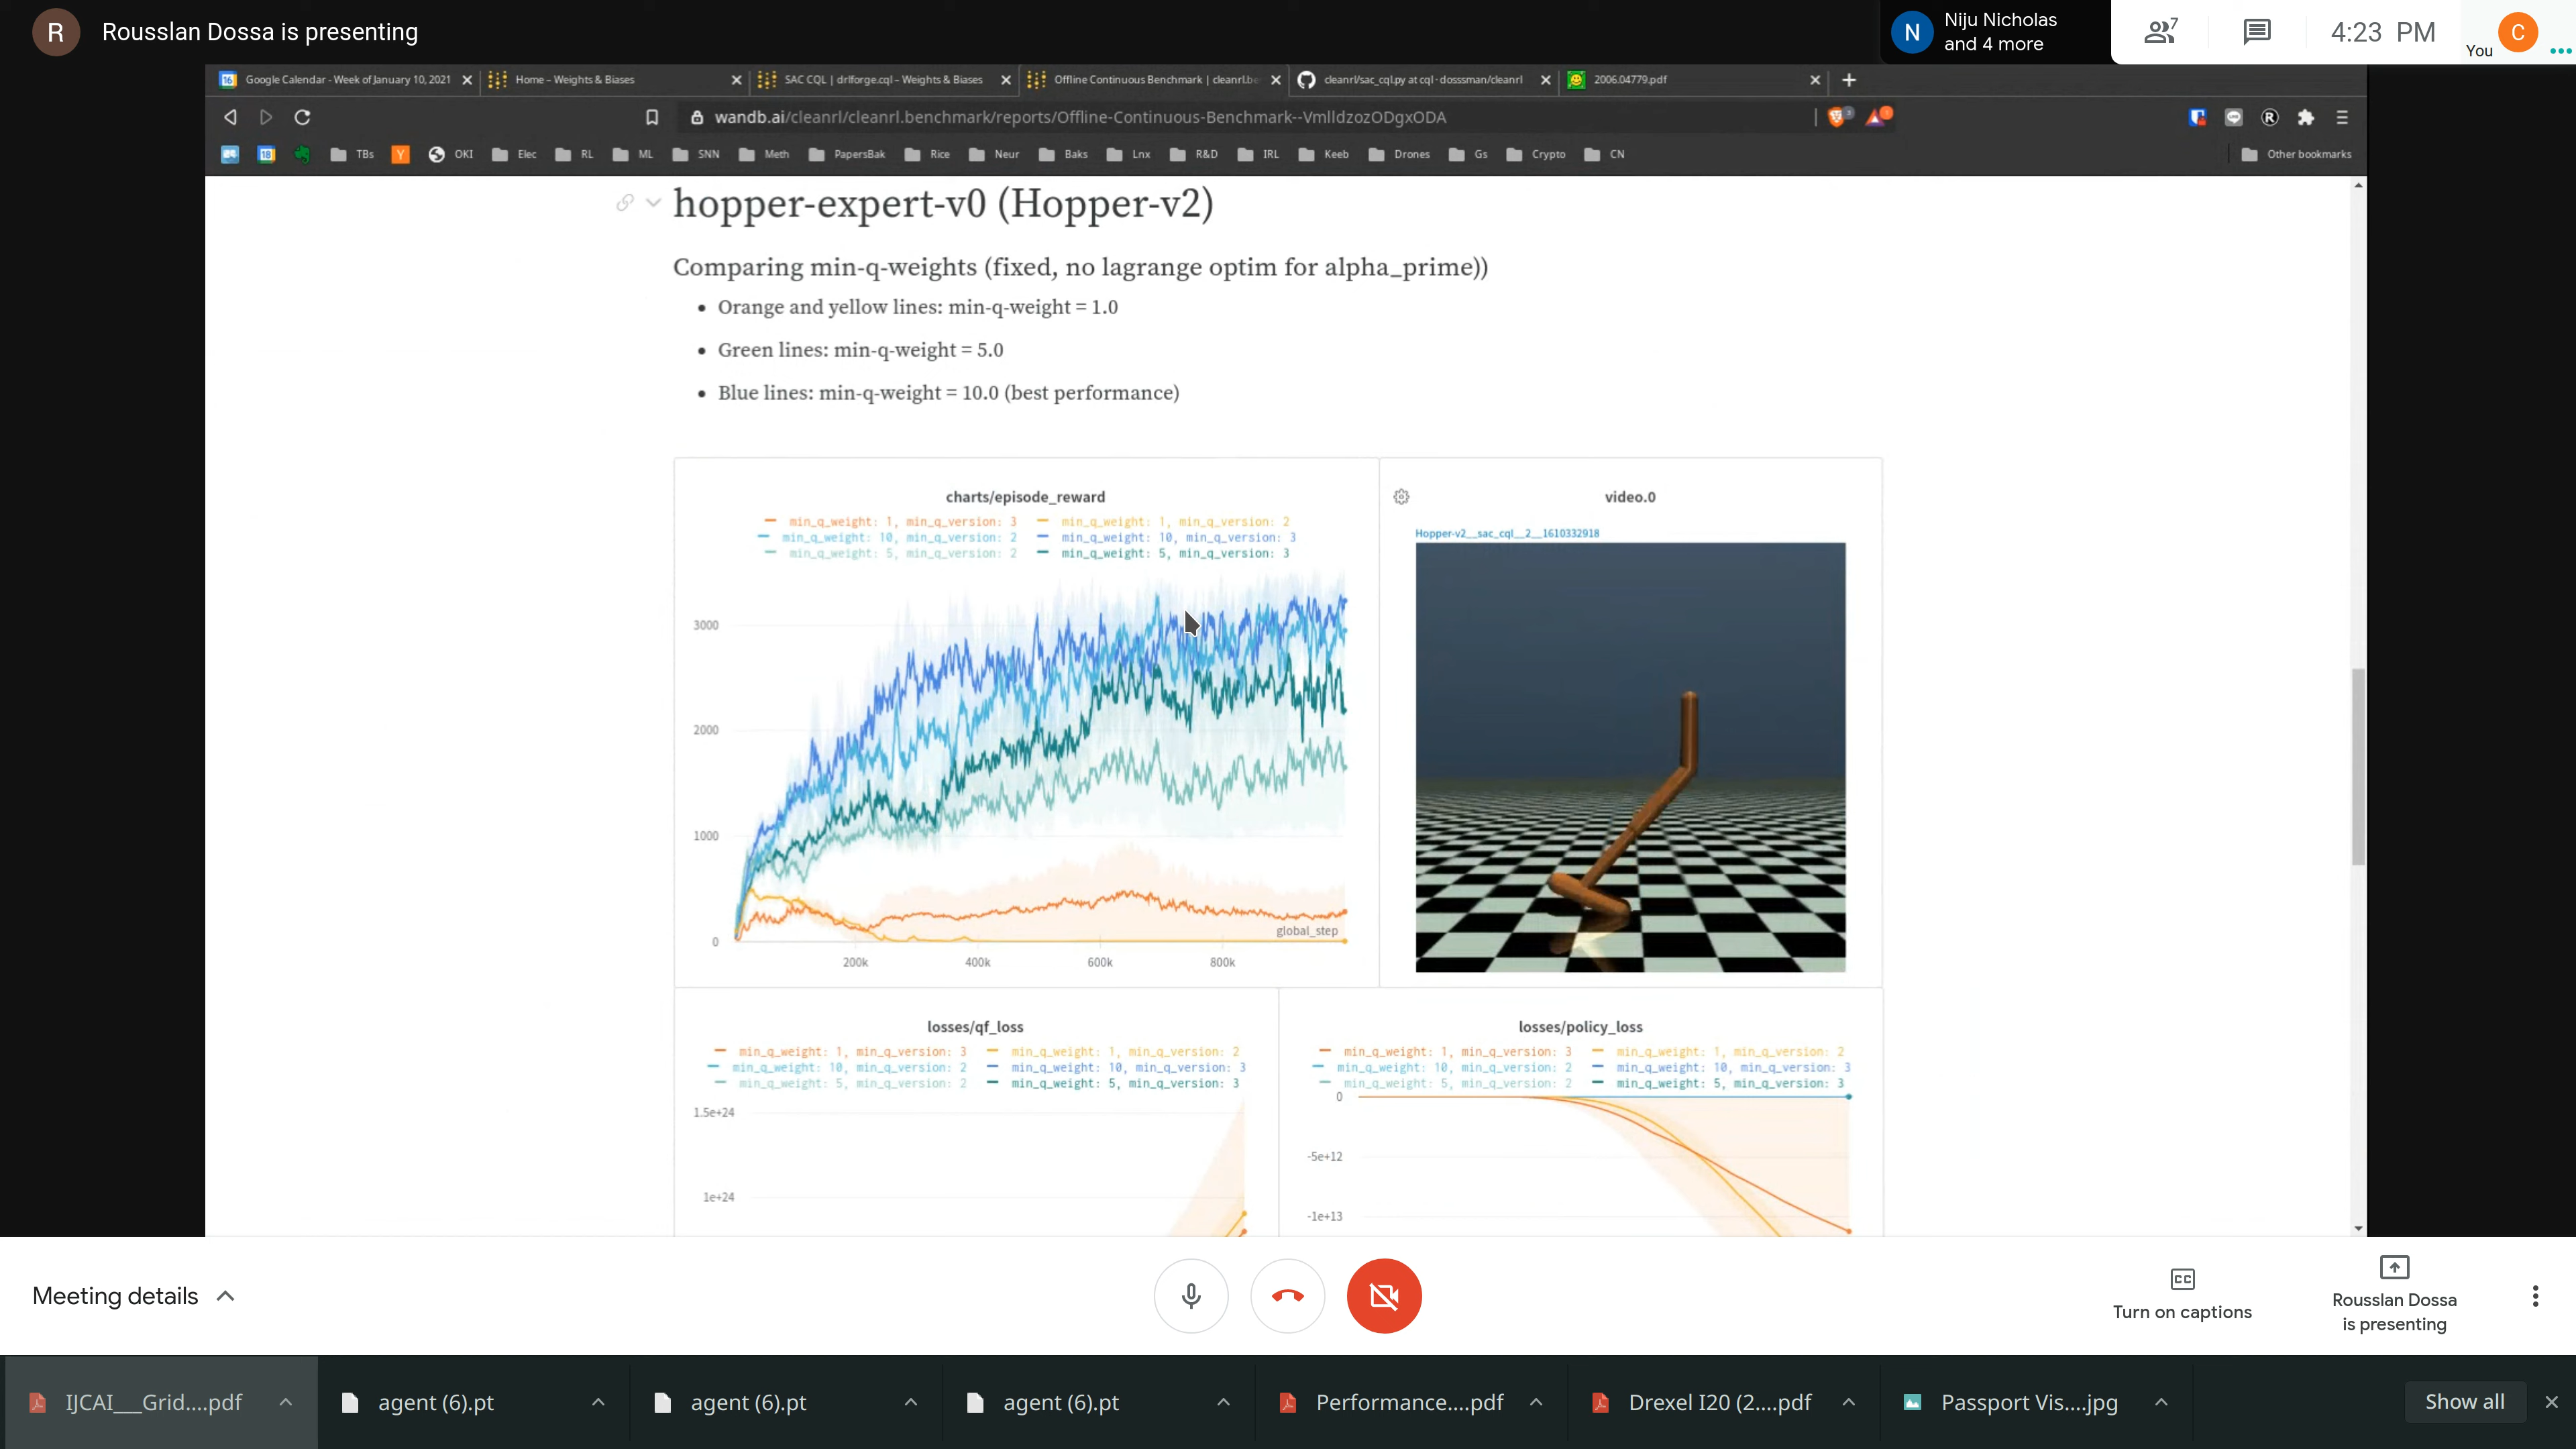 R Rousslan Dossa is presenting
N Niju Nicholas
and 4 more
7
4:23 PM
You C
16 Google Calendar - Week of January 10, 2021
Home – Weights & Biases
SAC CQL | drlforge.cql – Weights & Biases
Offline Continuous Benchmark | cleanrl.be
cleanrl/sac_cql.py at cql · dosssman/cleanrl
2006.04779.pdf
wandb.ai/cleanrl/cleanrl.benchmark/reports/Offline-Continuous-Benchmark--VmlldzozODgxODA
18 TBs Y OKI Elec RL ML SNN Meth PapersBak Rice Neur Baks Lnx R&D IRL Keeb Drones Gs Crypto CN Other bookmarks
hopper-expert-v0 (Hopper-v2)
Comparing min-q-weights (fixed, no lagrange optim for alpha_prime))
• Orange and yellow lines: min-q-weight = 1.0
• Green lines: min-q-weight = 5.0
• Blue lines: min-q-weight = 10.0 (best performance)
charts/episode_reward
min_q_weight: 1, min_q_version: 3 min_q_weight: 1, min_q_version: 2
min_q_weight: 10, min_q_version: 2 min_q_weight: 10, min_q_version: 3
min_q_weight: 5, min_q_version: 2 min_q_weight: 5, min_q_version: 3
3000
2000
1000
0
global_step
200k 400k 600k 800k
video.0
Hopper-v2__sac_cql__2__1610332918
losses/qf_loss
min_q_weight: 1, min_q_version: 3 min_q_weight: 1, min_q_version: 2
min_q_weight: 10, min_q_version: 2 min_q_weight: 10, min_q_version: 3
min_q_weight: 5, min_q_version: 2 min_q_weight: 5, min_q_version: 3
1.5e+24
1e+24
losses/policy_loss
min_q_weight: 1, min_q_version: 3 min_q_weight: 1, min_q_version: 2
min_q_weight: 10, min_q_version: 2 min_q_weight: 10, min_q_version: 3
min_q_weight: 5, min_q_version: 2 min_q_weight: 5, min_q_version: 3
0
-5e+12
-1e+13
Meeting details
CC
Turn on captions
Rousslan Dossa
is presenting
IJCAI___Grid....pdf
agent (6).pt
agent (6).pt
agent (6).pt
Performance....pdf
Drexel I20 (2....pdf
Passport Vis....jpg
Show all